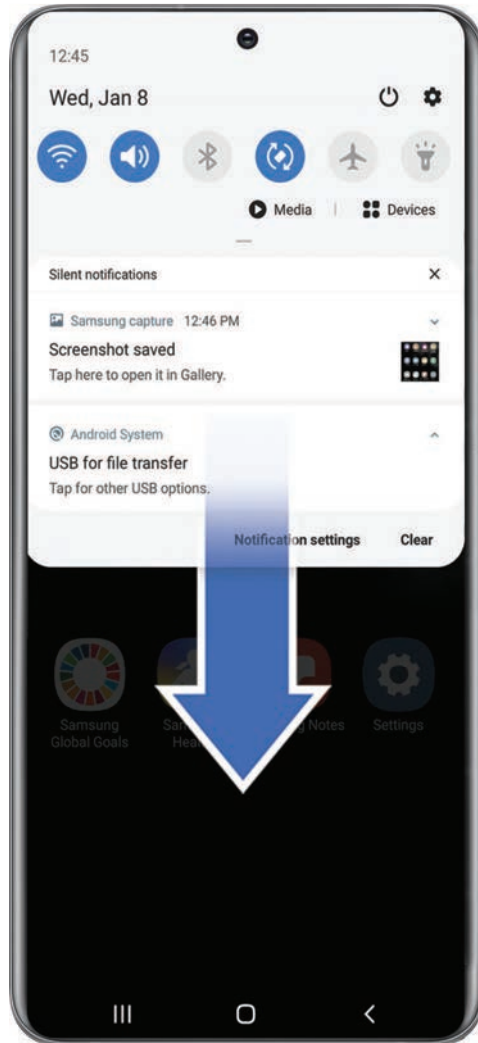 12:45
Wed, Jan 8
Media | Devices
Silent notifications
Samsung capture 12:46 PM
Screenshot saved
Tap here to open it in Gallery.
Android System
USB for file transfer
Tap for other USB options.
Notification settings Clear
Samsung Notes Settings
Global Goals